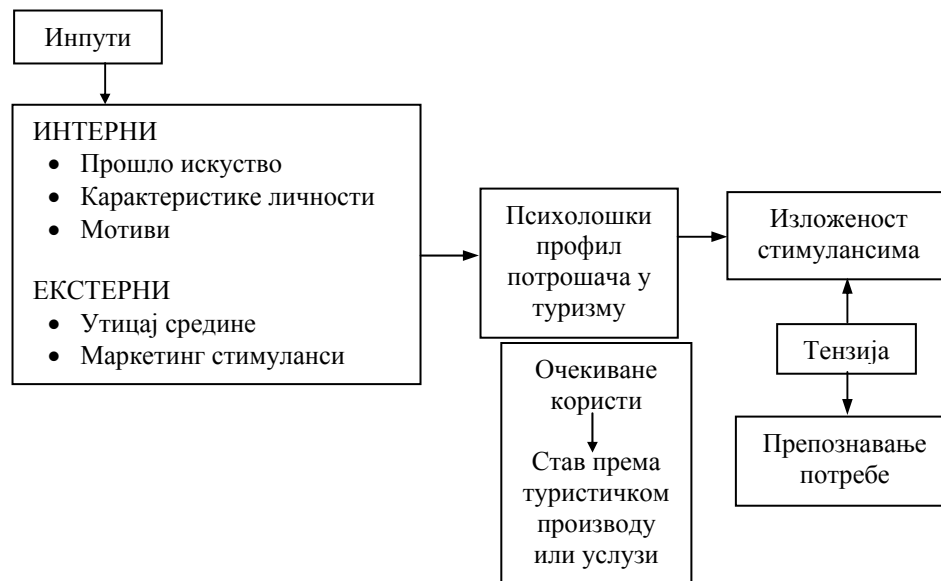 Инпути
ИНТЕРНИ
• Прошло искуство
• Карактеристике личности
• Мотиви
ЕКСТЕРНИ
• Утицај средине
• Маркетинг стимуланси
Психолошки
профил
потрошача у
туризму
Очекиване
користи
Став према
туристичком
производу
или услузи
Изложеност
стимулансима
Тензија
Препознавање
потребе